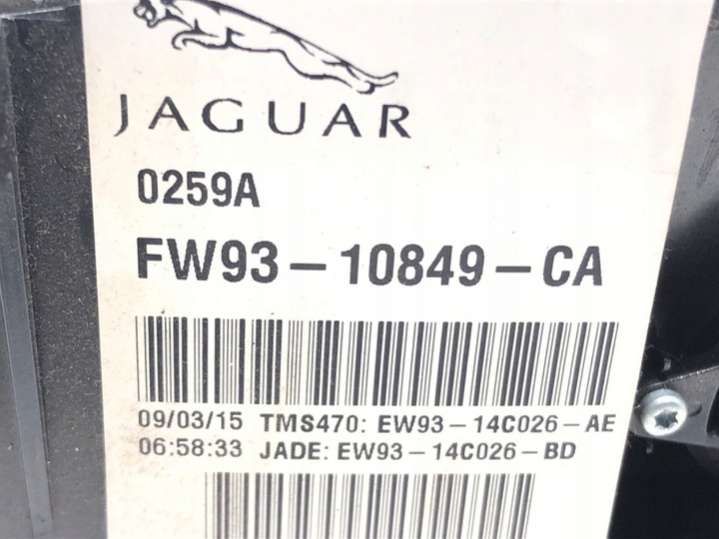 JAGUAR
0259A
FW93-10849-CA
09/03/15 TMS470: EW93-14C026-AE
06:58:33 JADE: EW93-14C026-BD